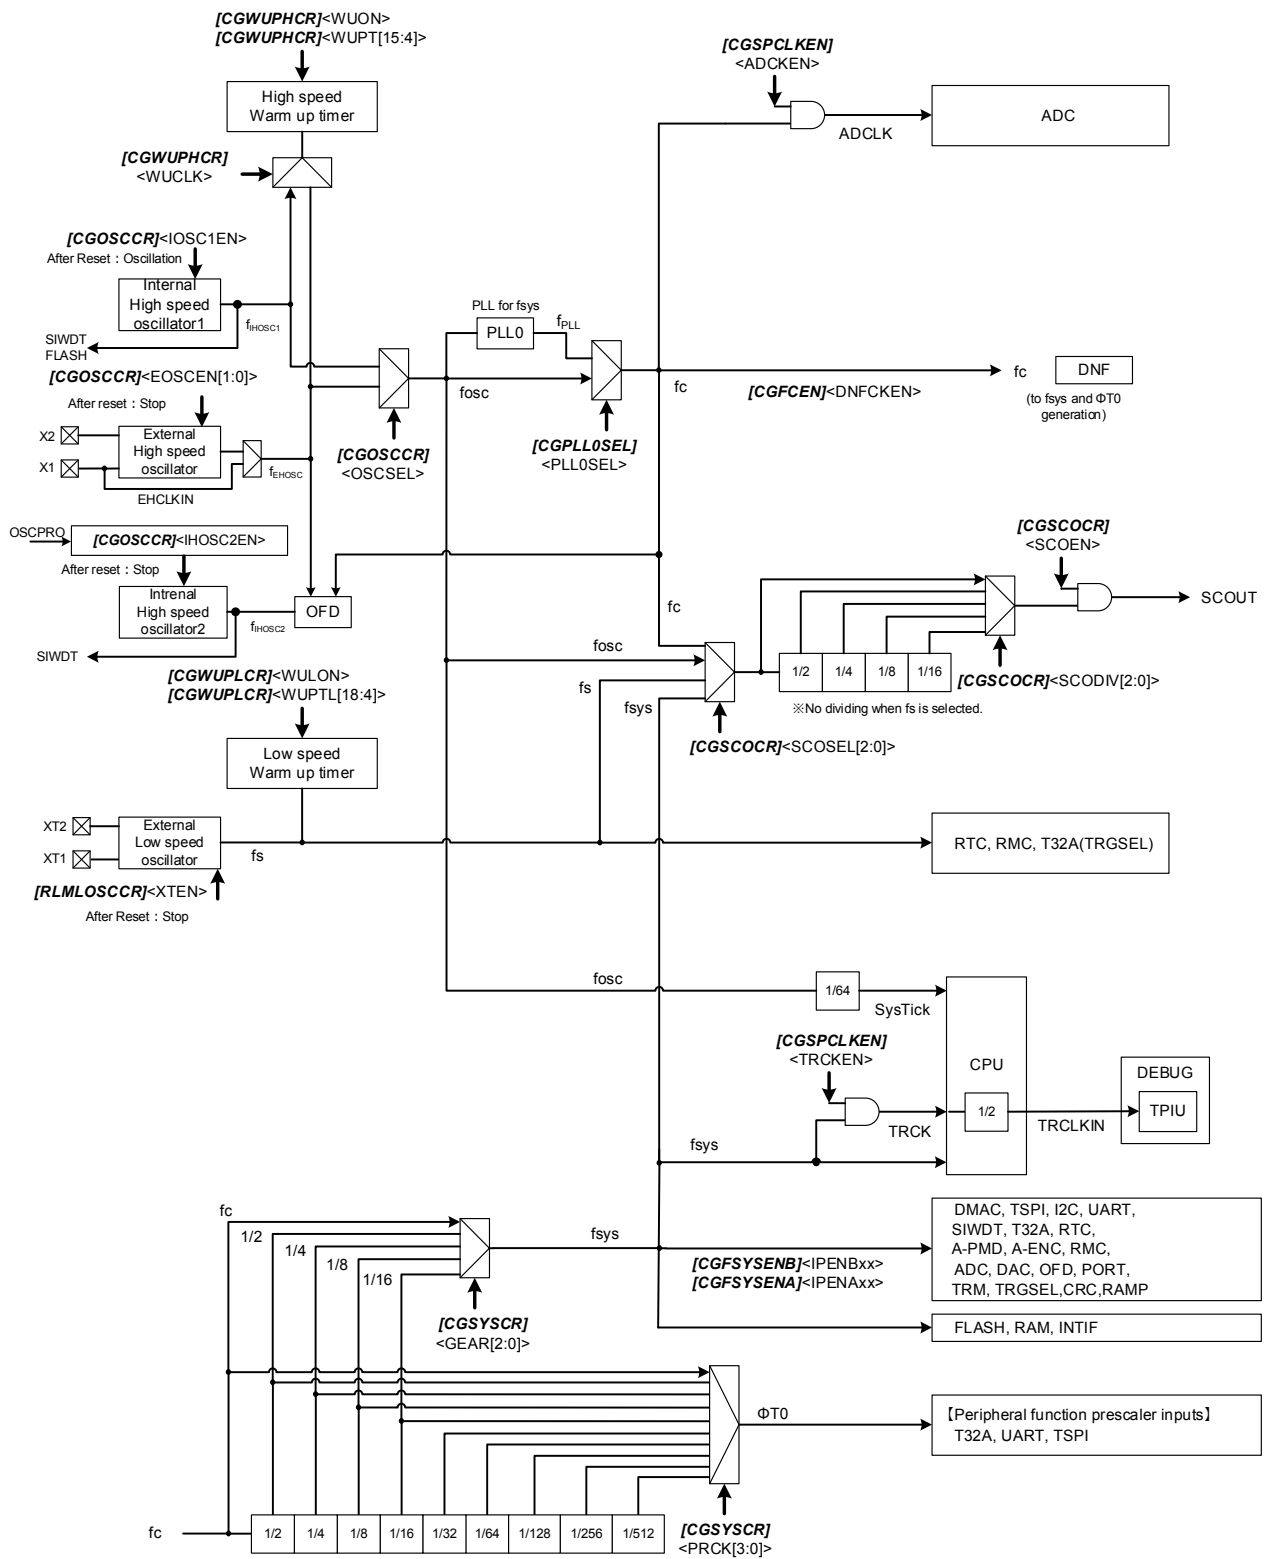 [CGWUPHCR]<WUON>
[CGWUPHCR]<WUPT[15:4]>
High speed
Warm up timer
[CGWUPHCR]
<WUCLK>
[CGSPCLKEN]
<ADCKEN>
ADCLK
ADC
[CGOSCCR]<IOSC1EN>
After Reset : Oscillation
Internal
High speed
oscillator1
fIHOSC1
SIWDT
FLASH
PLL for fsys
PLL0
fPLL
fosc
fc
[CGFCEN]<DNFCKEN>
fc
DNF
(to fsys and ΦT0
generation)
[CGOSCCR]<EOSCEN[1:0]>
After reset : Stop
X2
X1
External
High speed
oscillator
EHCLKIN
fEHOSC
[CGOSCCR]
<OSCSEL>
[CGPLL0SEL]
<PLL0SEL>
OSCPRO
[CGOSCCR]<IHOSC2EN>
After reset : Stop
Intrenal
High speed
oscillator2
fIHOSC2
OFD
SIWDT
[CGSCOCR]
<SCOEN>
SCOUT
fc
fosc
fs
fsys
1/2
1/4
1/8
1/16
[CGSCOCR]<SCODIV[2:0]>
※No dividing when fs is selected.
[CGSCOCR]<SCOSEL[2:0]>
[CGWUPLCR]<WULON>
[CGWUPLCR]<WUPTL[18:4]>
Low speed
Warm up timer
XT2
XT1
External
Low speed
oscillator
fs
[RLMLOSCCR]<XTEN>
After Reset : Stop
RTC, RMC, T32A(TRGSEL)
fosc
1/64
SysTick
[CGSPCLKEN]
<TRCKEN>
TRCK
CPU
1/2
TRCLKIN
DEBUG
TPIU
fsys
fc
1/2
1/4
1/8
1/16
fsys
[CGSYSCR]
<GEAR[2:0]>
[CGFSYSENB]<IPENBxx>
[CGFSYSENA]<IPENAxx>
DMAC, TSPI, I2C, UART,
SIWDT, T32A, RTC,
A-PMD, A-ENC, RMC,
ADC, DAC, OFD, PORT,
TRM, TRGSEL,CRC,RAMP
FLASH, RAM, INTIF
ΦT0
【Peripheral function prescaler inputs】
T32A, UART, TSPI
fc
1/2
1/4
1/8
1/16
1/32
1/64
1/128
1/256
1/512
[CGSYSCR]
<PRCK[3:0]>